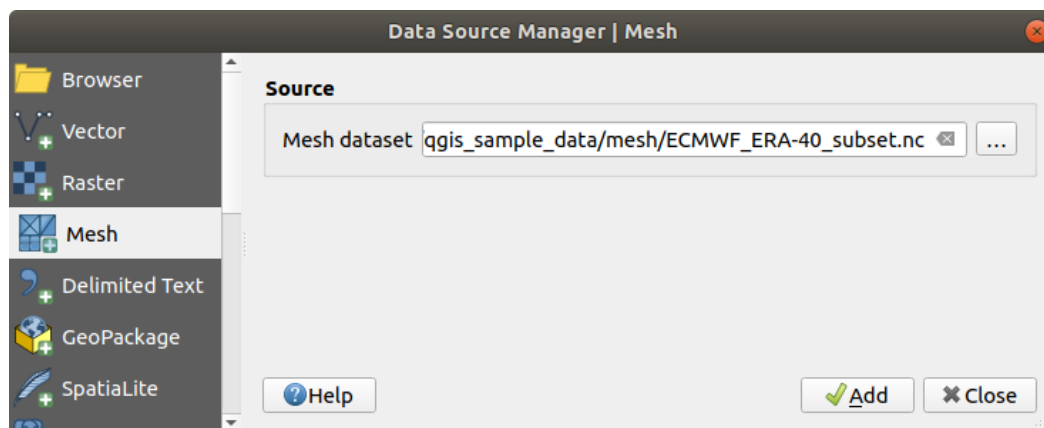 Data Source Manager | Mesh
Browser
Vector
Raster
Mesh
Delimited Text
GeoPackage
SpatiaLite
Source
Mesh dataset qgis_sample_data/mesh/ECMWF_ERA-40_subset.nc ...
Help Add Close